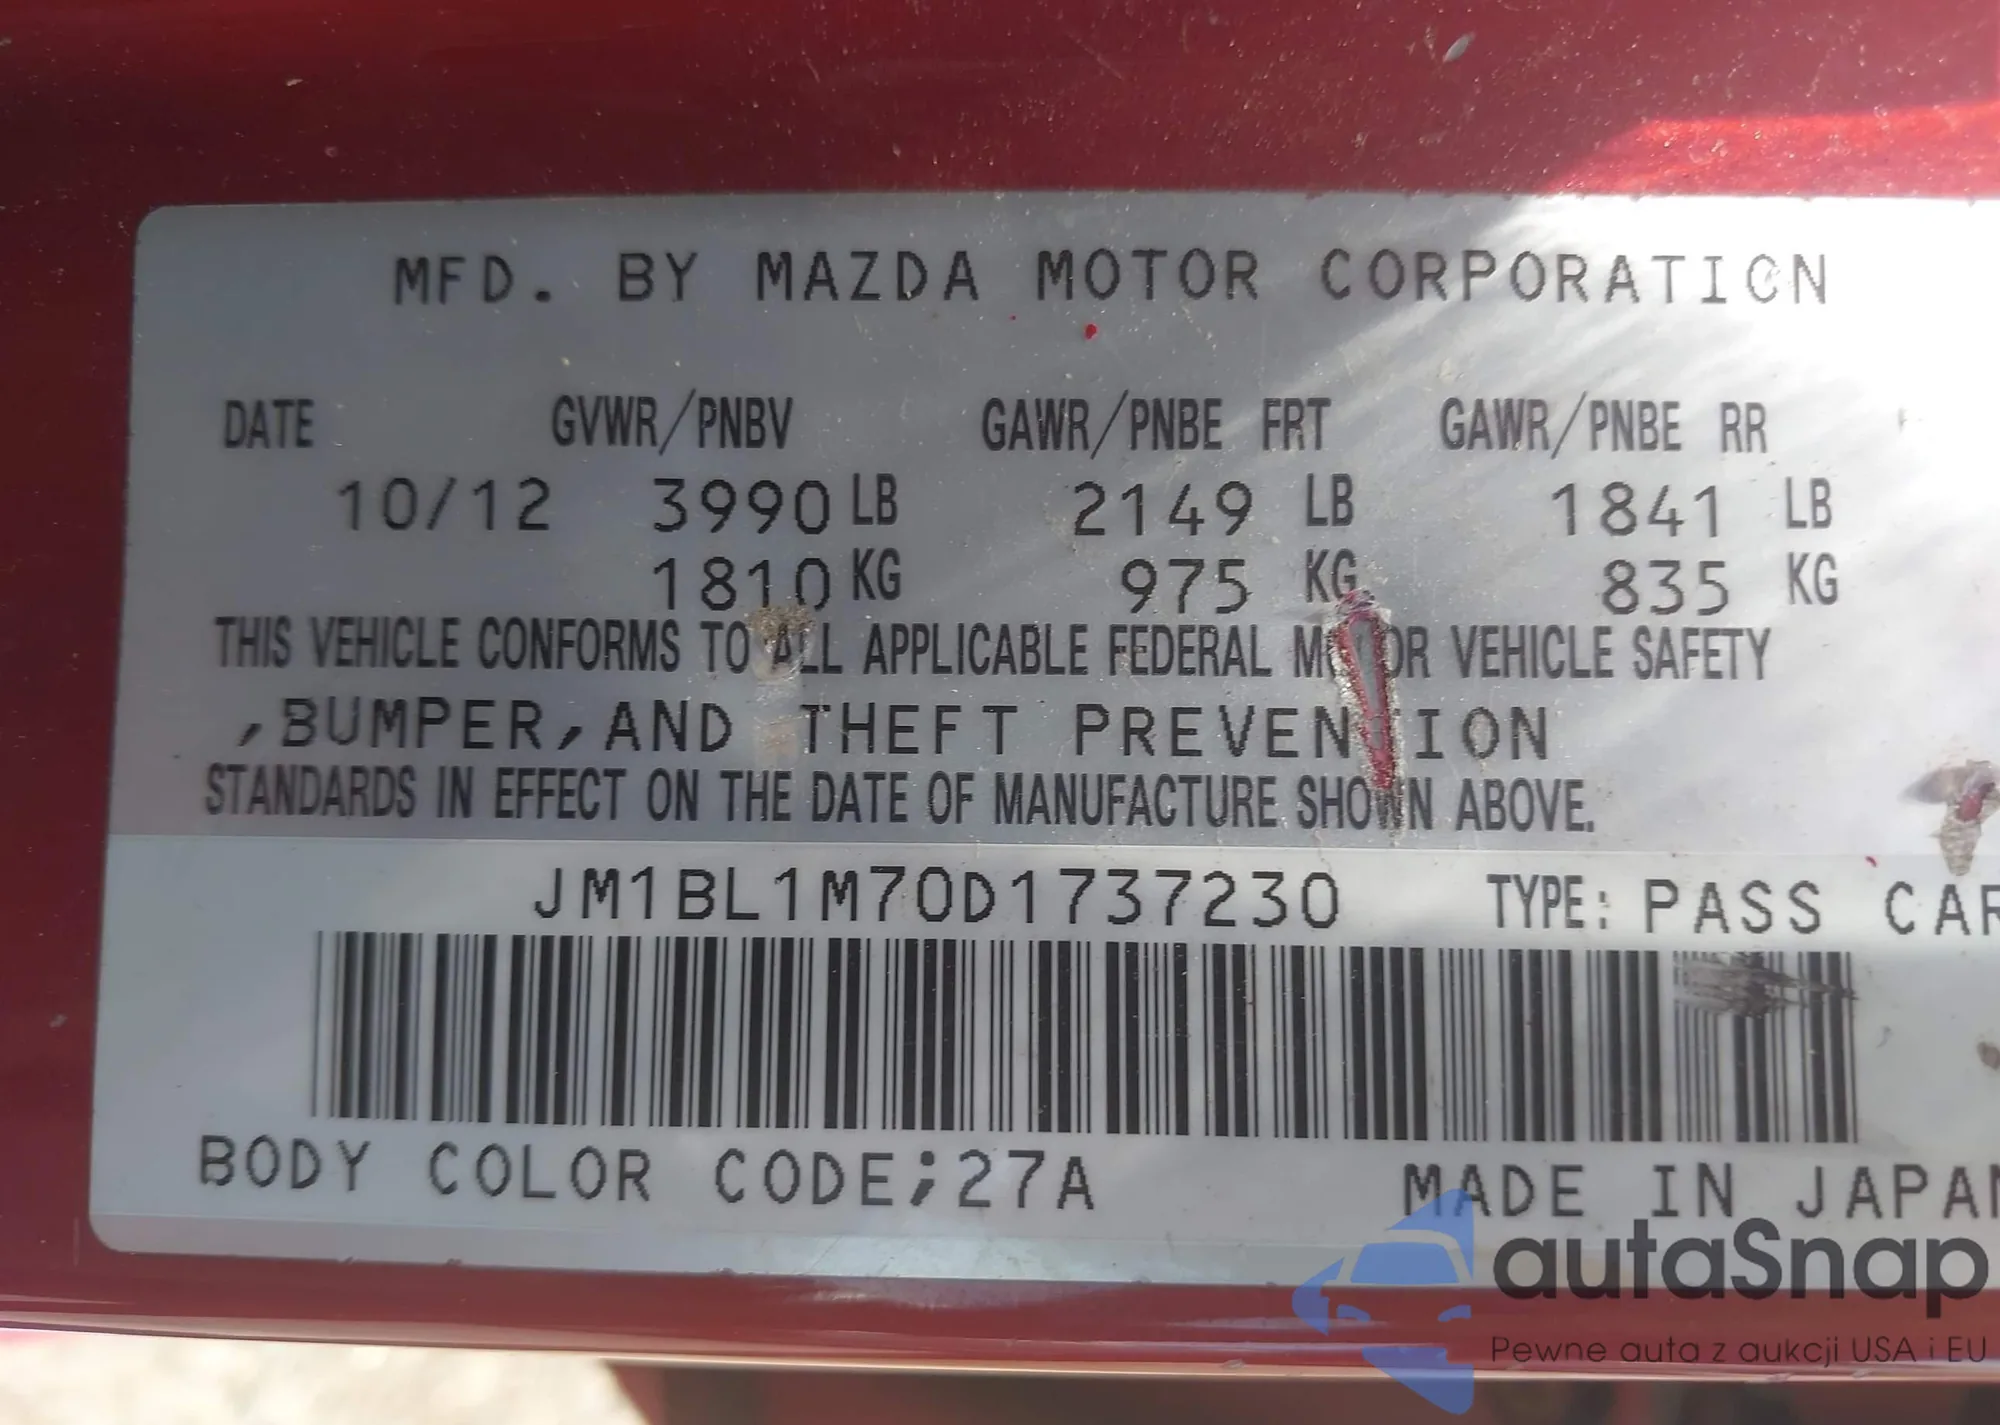 MFD. BY MAZDA MOTOR CORPORATION
DATE GVWR/PNBV GAWR/PNBE FRT GAWR/PNBE RR
10/12 3990 LB 2149 LB 1841 LB
1810 KG 975 KG 835 KG
THIS VEHICLE CONFORMS TO ALL APPLICABLE FEDERAL MOTOR VEHICLE SAFETY
,BUMPER,AND THEFT PREVENTION
STANDARDS IN EFFECT ON THE DATE OF MANUFACTURE SHOWN ABOVE.
JM1BL1M70D1737230 TYPE: PASS CAR
BODY COLOR CODE;27A MADE IN JAPAN
autaSnap
Pewne auta z aukcji USA i EU